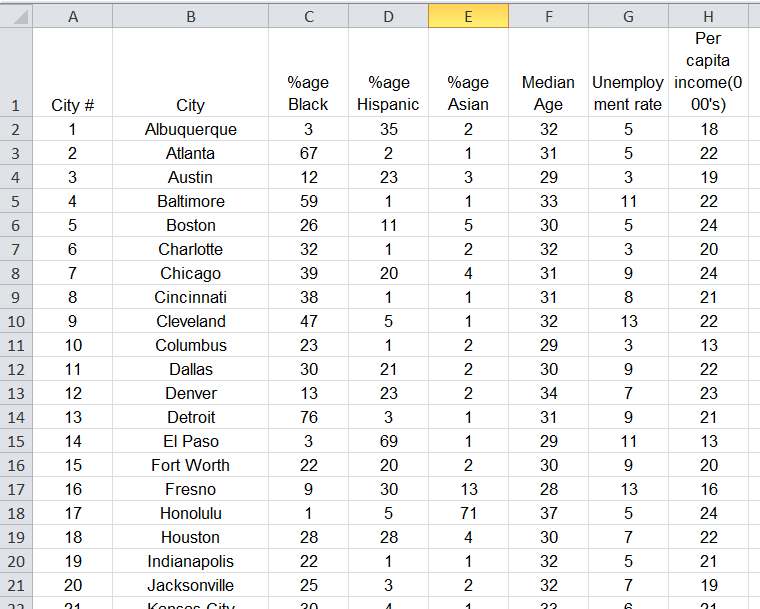 A B C D E F G H
1 City # City %age Black %age Hispanic %age Asian Median Age Unemploy ment rate Per capita income(0 00's)
2 1 Albuquerque 3 35 2 32 5 18
3 2 Atlanta 67 2 1 31 5 22
4 3 Austin 12 23 3 29 3 19
5 4 Baltimore 59 1 1 33 11 22
6 5 Boston 26 11 5 30 5 24
7 6 Charlotte 32 1 2 32 3 20
8 7 Chicago 39 20 4 31 9 24
9 8 Cincinnati 38 1 1 31 8 21
10 9 Cleveland 47 5 1 32 13 22
11 10 Columbus 23 1 2 29 3 13
12 11 Dallas 30 21 2 30 9 22
13 12 Denver 13 23 2 34 7 23
14 13 Detroit 76 3 1 31 9 21
15 14 El Paso 3 69 1 29 11 13
16 15 Fort Worth 22 20 2 30 9 20
17 16 Fresno 9 30 13 28 13 16
18 17 Honolulu 1 5 71 37 5 24
19 18 Houston 28 28 4 30 7 22
20 19 Indianapolis 22 1 1 32 5 21
21 20 Jacksonville 25 3 2 32 7 19
22 21 Kansas City 30 4 1 33 6 21